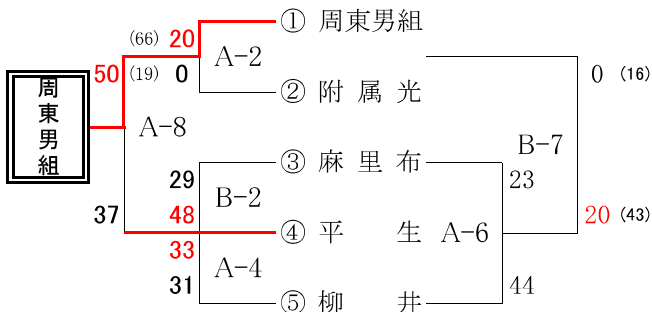 ① 周東男組
(66) 20
A-2
50 (19) 0
0 (16)
② 附属光
周東男組
A-8
B-7
③ 麻里布
29
23
B-2
37 48
20 (43)
④ 平生
A-6
33
A-4
31
44
⑤ 柳井